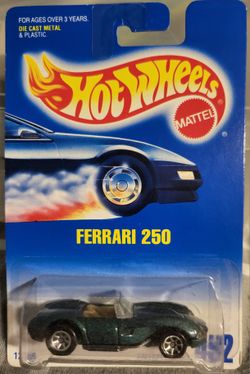 FOR AGES OVER 3 YEARS.
DIE CAST METAL
& PLASTIC.
Hot Wheels
MATTEL
FERRARI 250